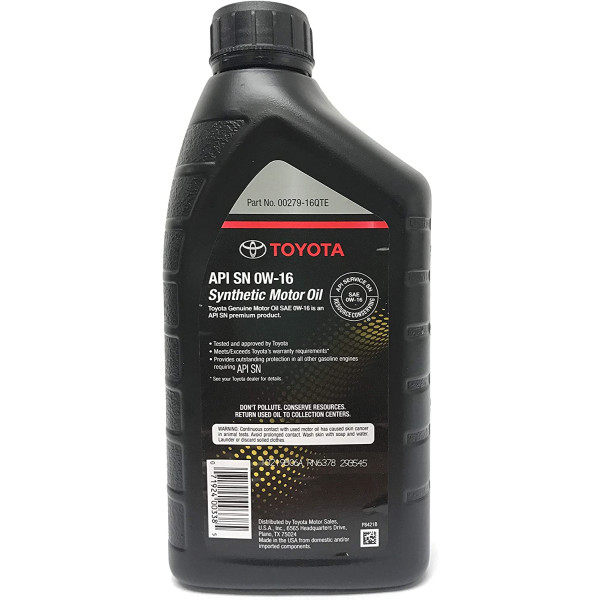 Part No. 00279-16QTE
TOYOTA
API SN 0W-16
Synthetic Motor Oil
Toyota Genuine Motor Oil SAE 0W-16 is an
API SN premium product.
API SERVICE SN
SAE
0W-16
RESOURCE CONSERVING
• Tested and approved by Toyota
• Meets/Exceeds Toyota's warranty requirements*
• Provides outstanding protection in all other gasoline engines
requiring API SN
* See your Toyota dealer for details.
DON'T POLLUTE. CONSERVE RESOURCES.
RETURN USED OIL TO COLLECTION CENTERS.
WARNING: Continuous contact with used motor oil has caused skin cancer
in animal tests. Avoid prolonged contact. Wash skin with soap and water.
Launder or discard soiled clothes.
RN6378 293545
0 71924 00338 5
Distributed by Toyota Motor Sales,
U.S.A., Inc., 6565 Headquarters Drive,
Plano, TX 75024
Made in the USA from domestic and/or
imported components.